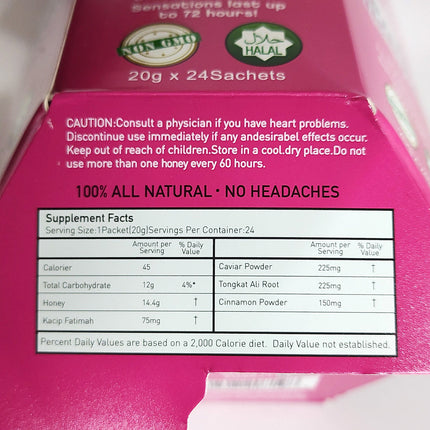 Sensations last up
to 72 hours!
NON GMO
حلال
HALAL
20g x 24Sachets
CAUTION:Consult a physician if you have heart problems.
Discontinue use immediately if any andesirabel effects occur.
Keep out of reach of children.Store in a cool.dry place.Do not
use more than one honey every 60 hours.
100% ALL NATURAL · NO HEADACHES
Supplement Facts
Serving Size:1Packet(20g)Servings Per Container:24
Amount per Serving % Daily Value
Calorier 45
Total Carbohydrate 12g 4%*
Honey 14.4g ↑
Kacip Fatimah 75mg ↑
Amount per Serving % Daily Value
Caviar Powder 225mg ↑
Tongkat Ali Root 225mg ↑
Cinnamon Powder 150mg ↑
Percent Daily Values are based on a 2,000 Calorie diet. Daily Value not established.